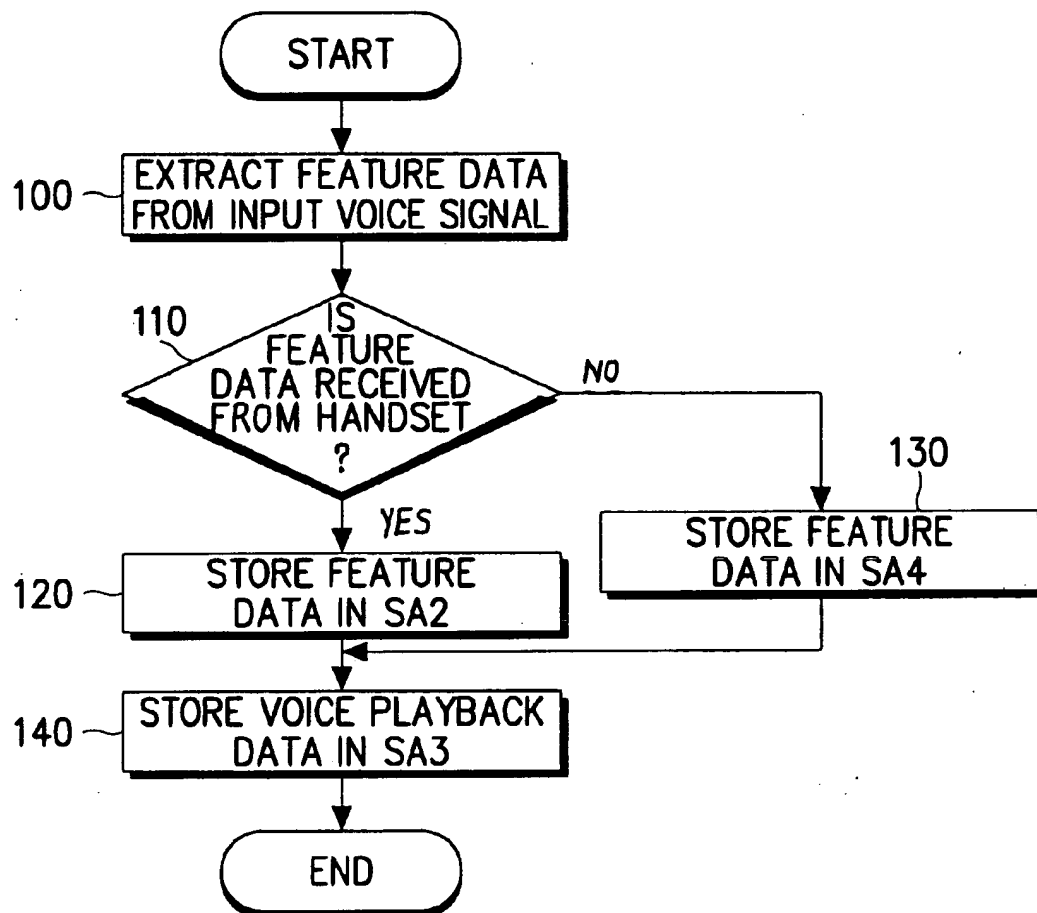 START
100
EXTRACT FEATURE DATA
FROM INPUT VOICE SIGNAL
110
IS
FEATURE
DATA RECEIVED
FROM HANDSET
?
NO
YES
130
STORE FEATURE
DATA IN SA4
120
STORE FEATURE
DATA IN SA2
140
STORE VOICE PLAYBACK
DATA IN SA3
END